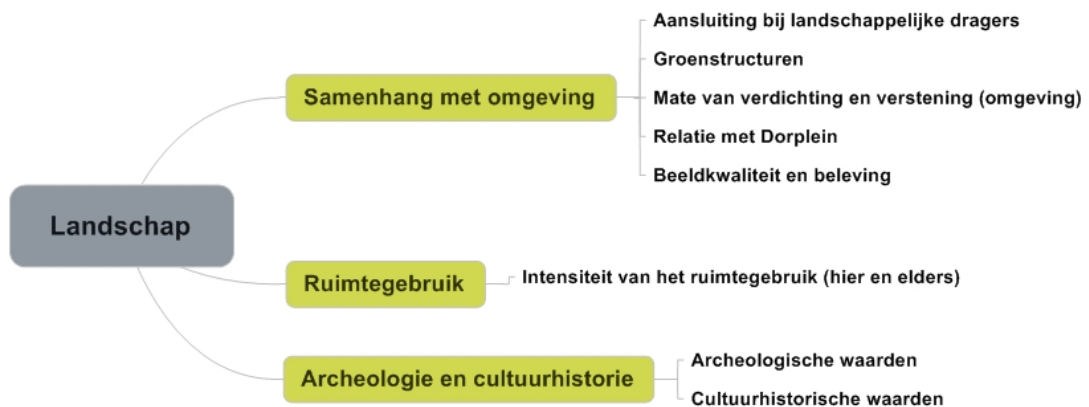 Landschap
Samenhang met omgeving
Aansluiting bij landschappelijke dragers
Groenstructuren
Mate van verdichting en verstening (omgeving)
Relatie met Dorplein
Beeldkwaliteit en beleving
Ruimtegebruik
Intensiteit van het ruimtegebruik (hier en elders)
Archeologie en cultuurhistorie
Archeologische waarden
Cultuurhistorische waarden